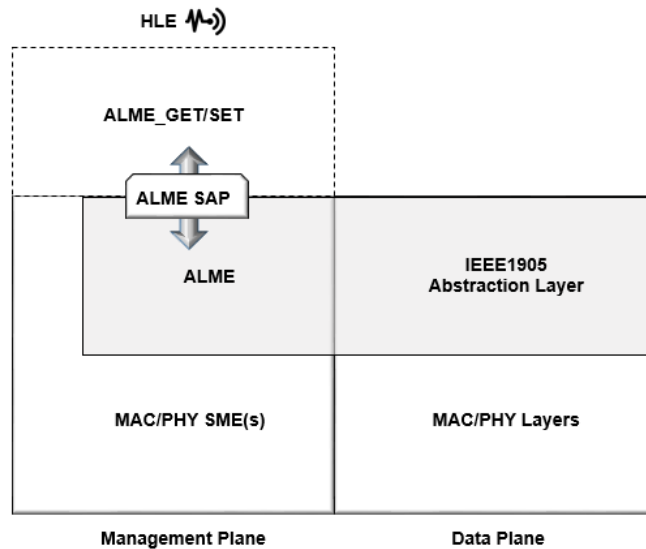 HLE
ALME_GET/SET
ALME SAP
ALME
IEEE1905
Abstraction Layer
MAC/PHY SME(s)
MAC/PHY Layers
Management Plane
Data Plane